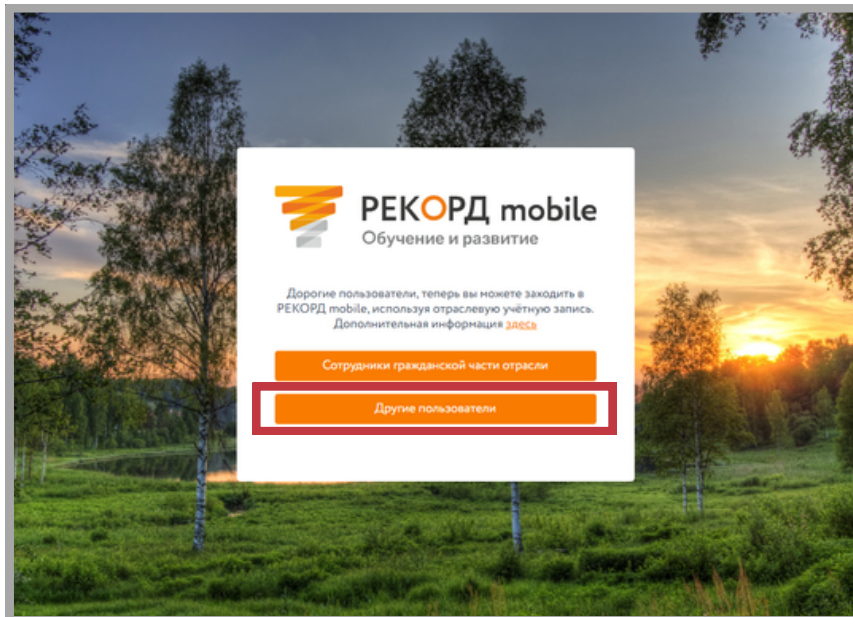 РЕКОРД mobile
Обучение и развитие
Дорогие пользователи, теперь вы можете заходить в
РЕКОРД mobile, используя отраслевую учётную запись.
Дополнительная информация здесь
Сотрудники гражданской части отрасли
Другие пользователи